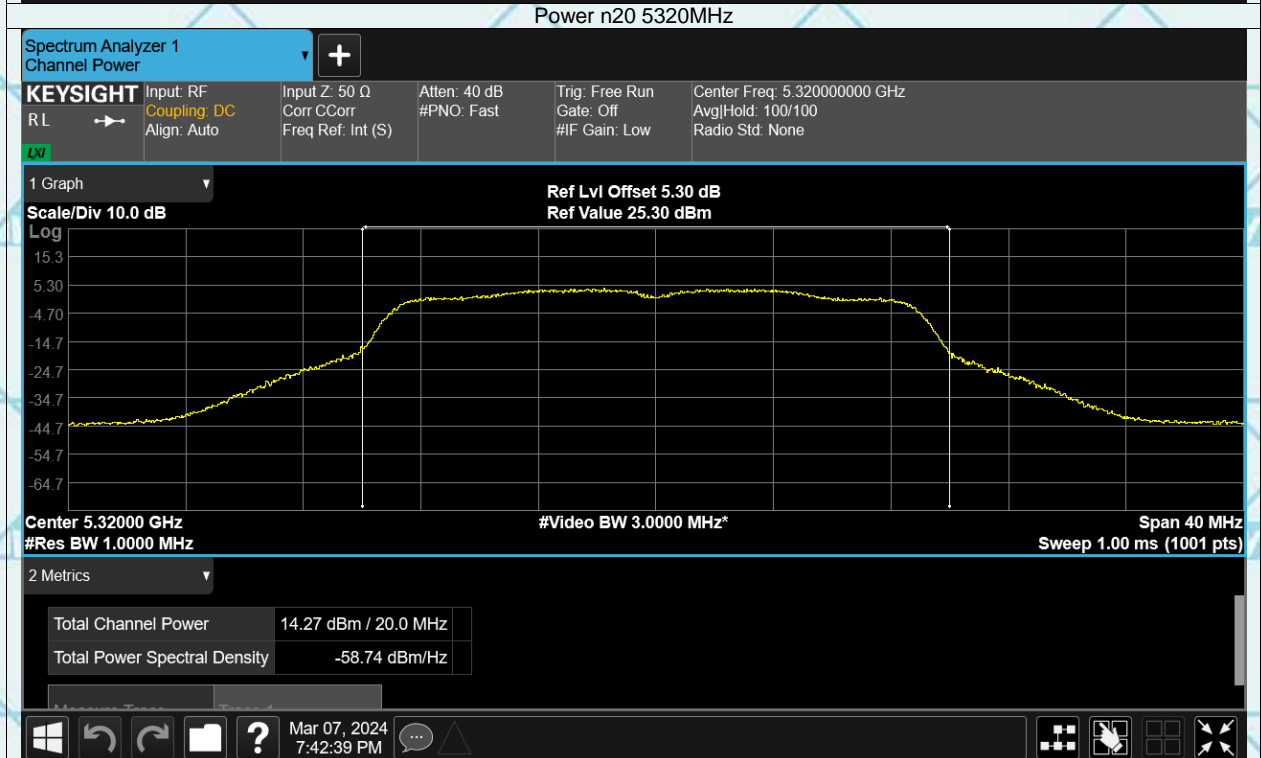 Power n20 5320MHz
Spectrum Analyzer 1
Channel Power
KEYSIGHT
R L
LXI
Input: RF
Coupling: DC
Align: Auto
Input Z: 50 Ω
Corr CCorr
Freq Ref: Int (S)
Atten: 40 dB
#PNO: Fast
Trig: Free Run
Gate: Off
#IF Gain: Low
Center Freq: 5.320000000 GHz
Avg|Hold: 100/100
Radio Std: None
1 Graph
Scale/Div 10.0 dB
Ref Lvl Offset 5.30 dB
Ref Value 25.30 dBm
Log
15.3
5.30
-4.70
-14.7
-24.7
-34.7
-44.7
-54.7
-64.7
Center 5.32000 GHz
#Video BW 3.0000 MHz*
Span 40 MHz
#Res BW 1.0000 MHz
Sweep 1.00 ms (1001 pts)
2 Metrics
Total Channel Power 14.27 dBm / 20.0 MHz
Total Power Spectral Density -58.74 dBm/Hz
?
Mar 07, 2024
7:42:39 PM